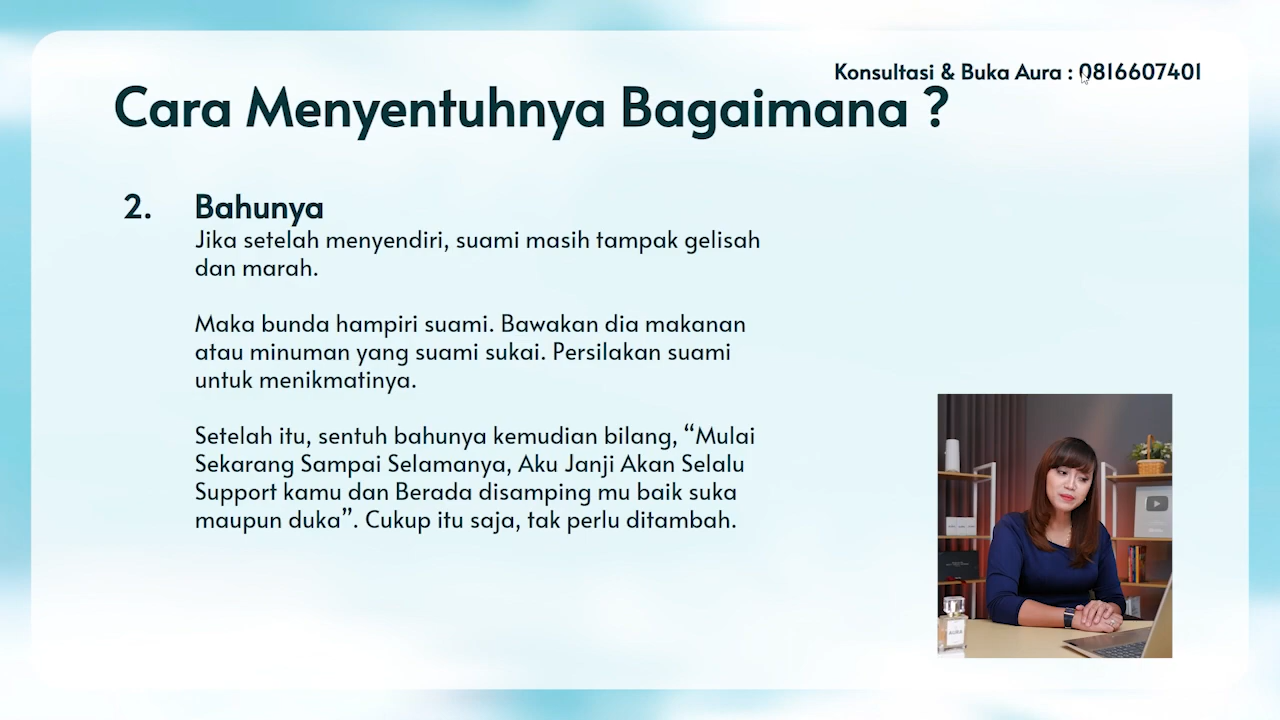 Konsultasi & Buka Aura : 0816607401
Cara Menyentuhnya Bagaimana ?
2. Bahunya
Jika setelah menyendiri, suami masih tampak gelisah
dan marah.
Maka bunda hampiri suami. Bawakan dia makanan
atau minuman yang suami sukai. Persilakan suami
untuk menikmatinya.
Setelah itu, sentuh bahunya kemudian bilang, “Mulai
Sekarang Sampai Selamanya, Aku Janji Akan Selalu
Support kamu dan Berada disamping mu baik suka
maupun duka”. Cukup itu saja, tak perlu ditambah.